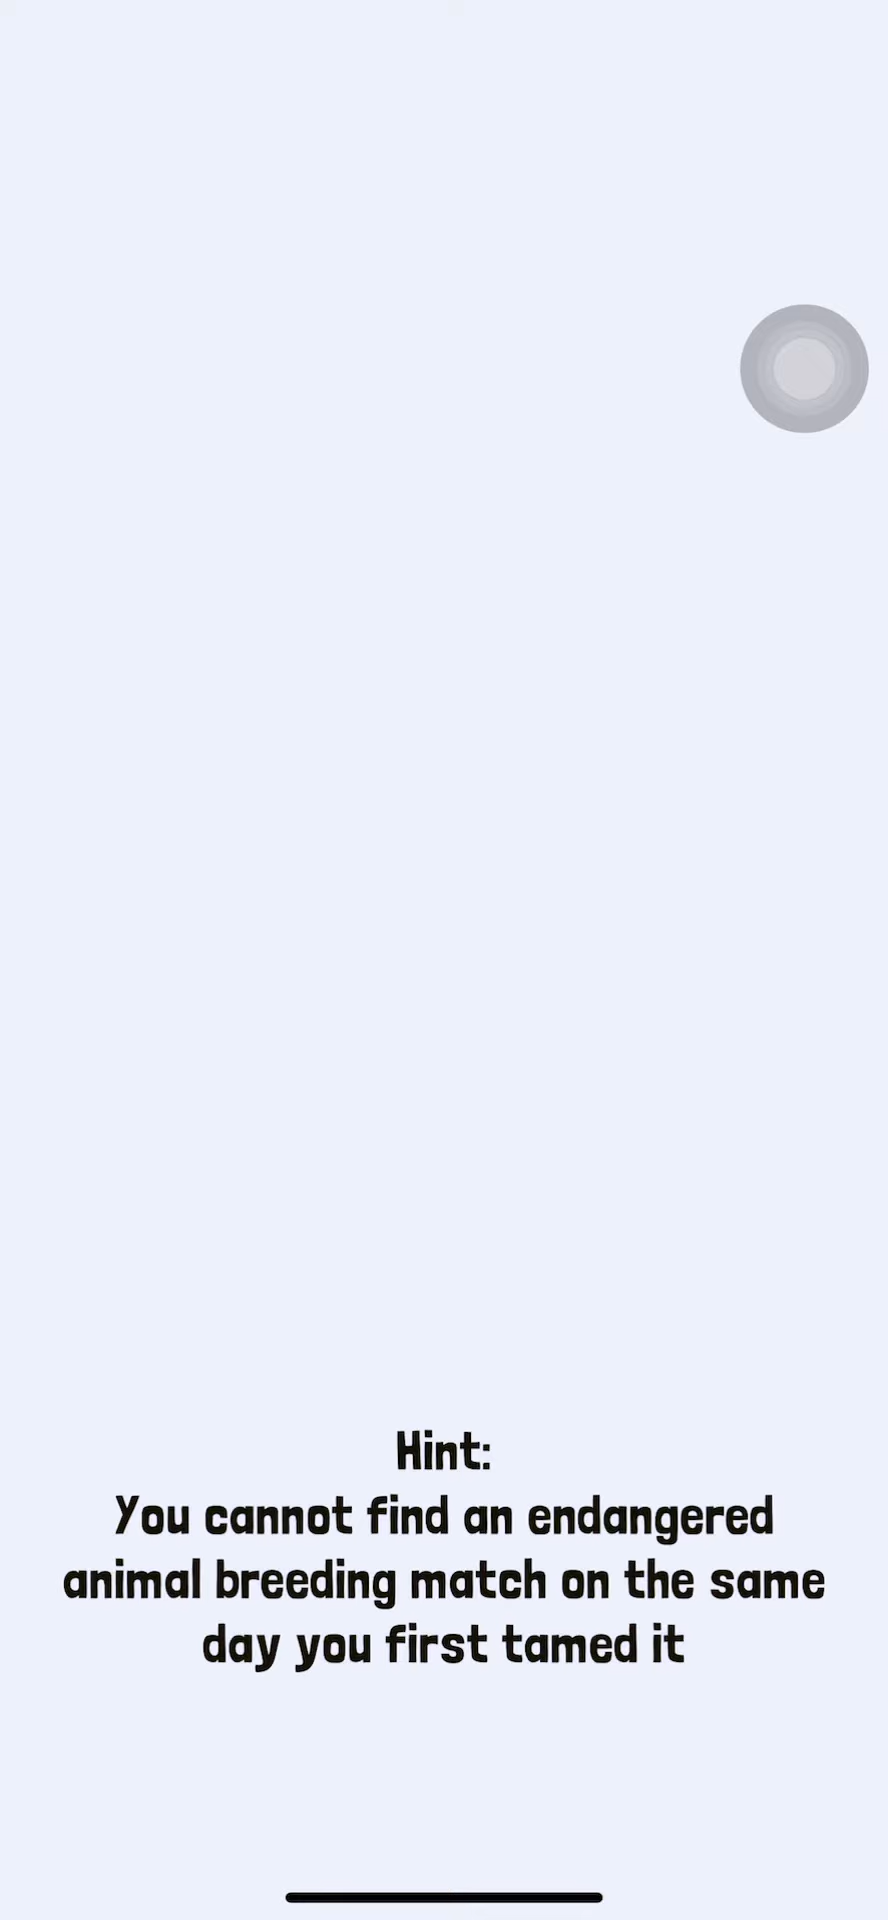 Hint:
You cannot find an endangered
animal breeding match on the same
day you first tamed it